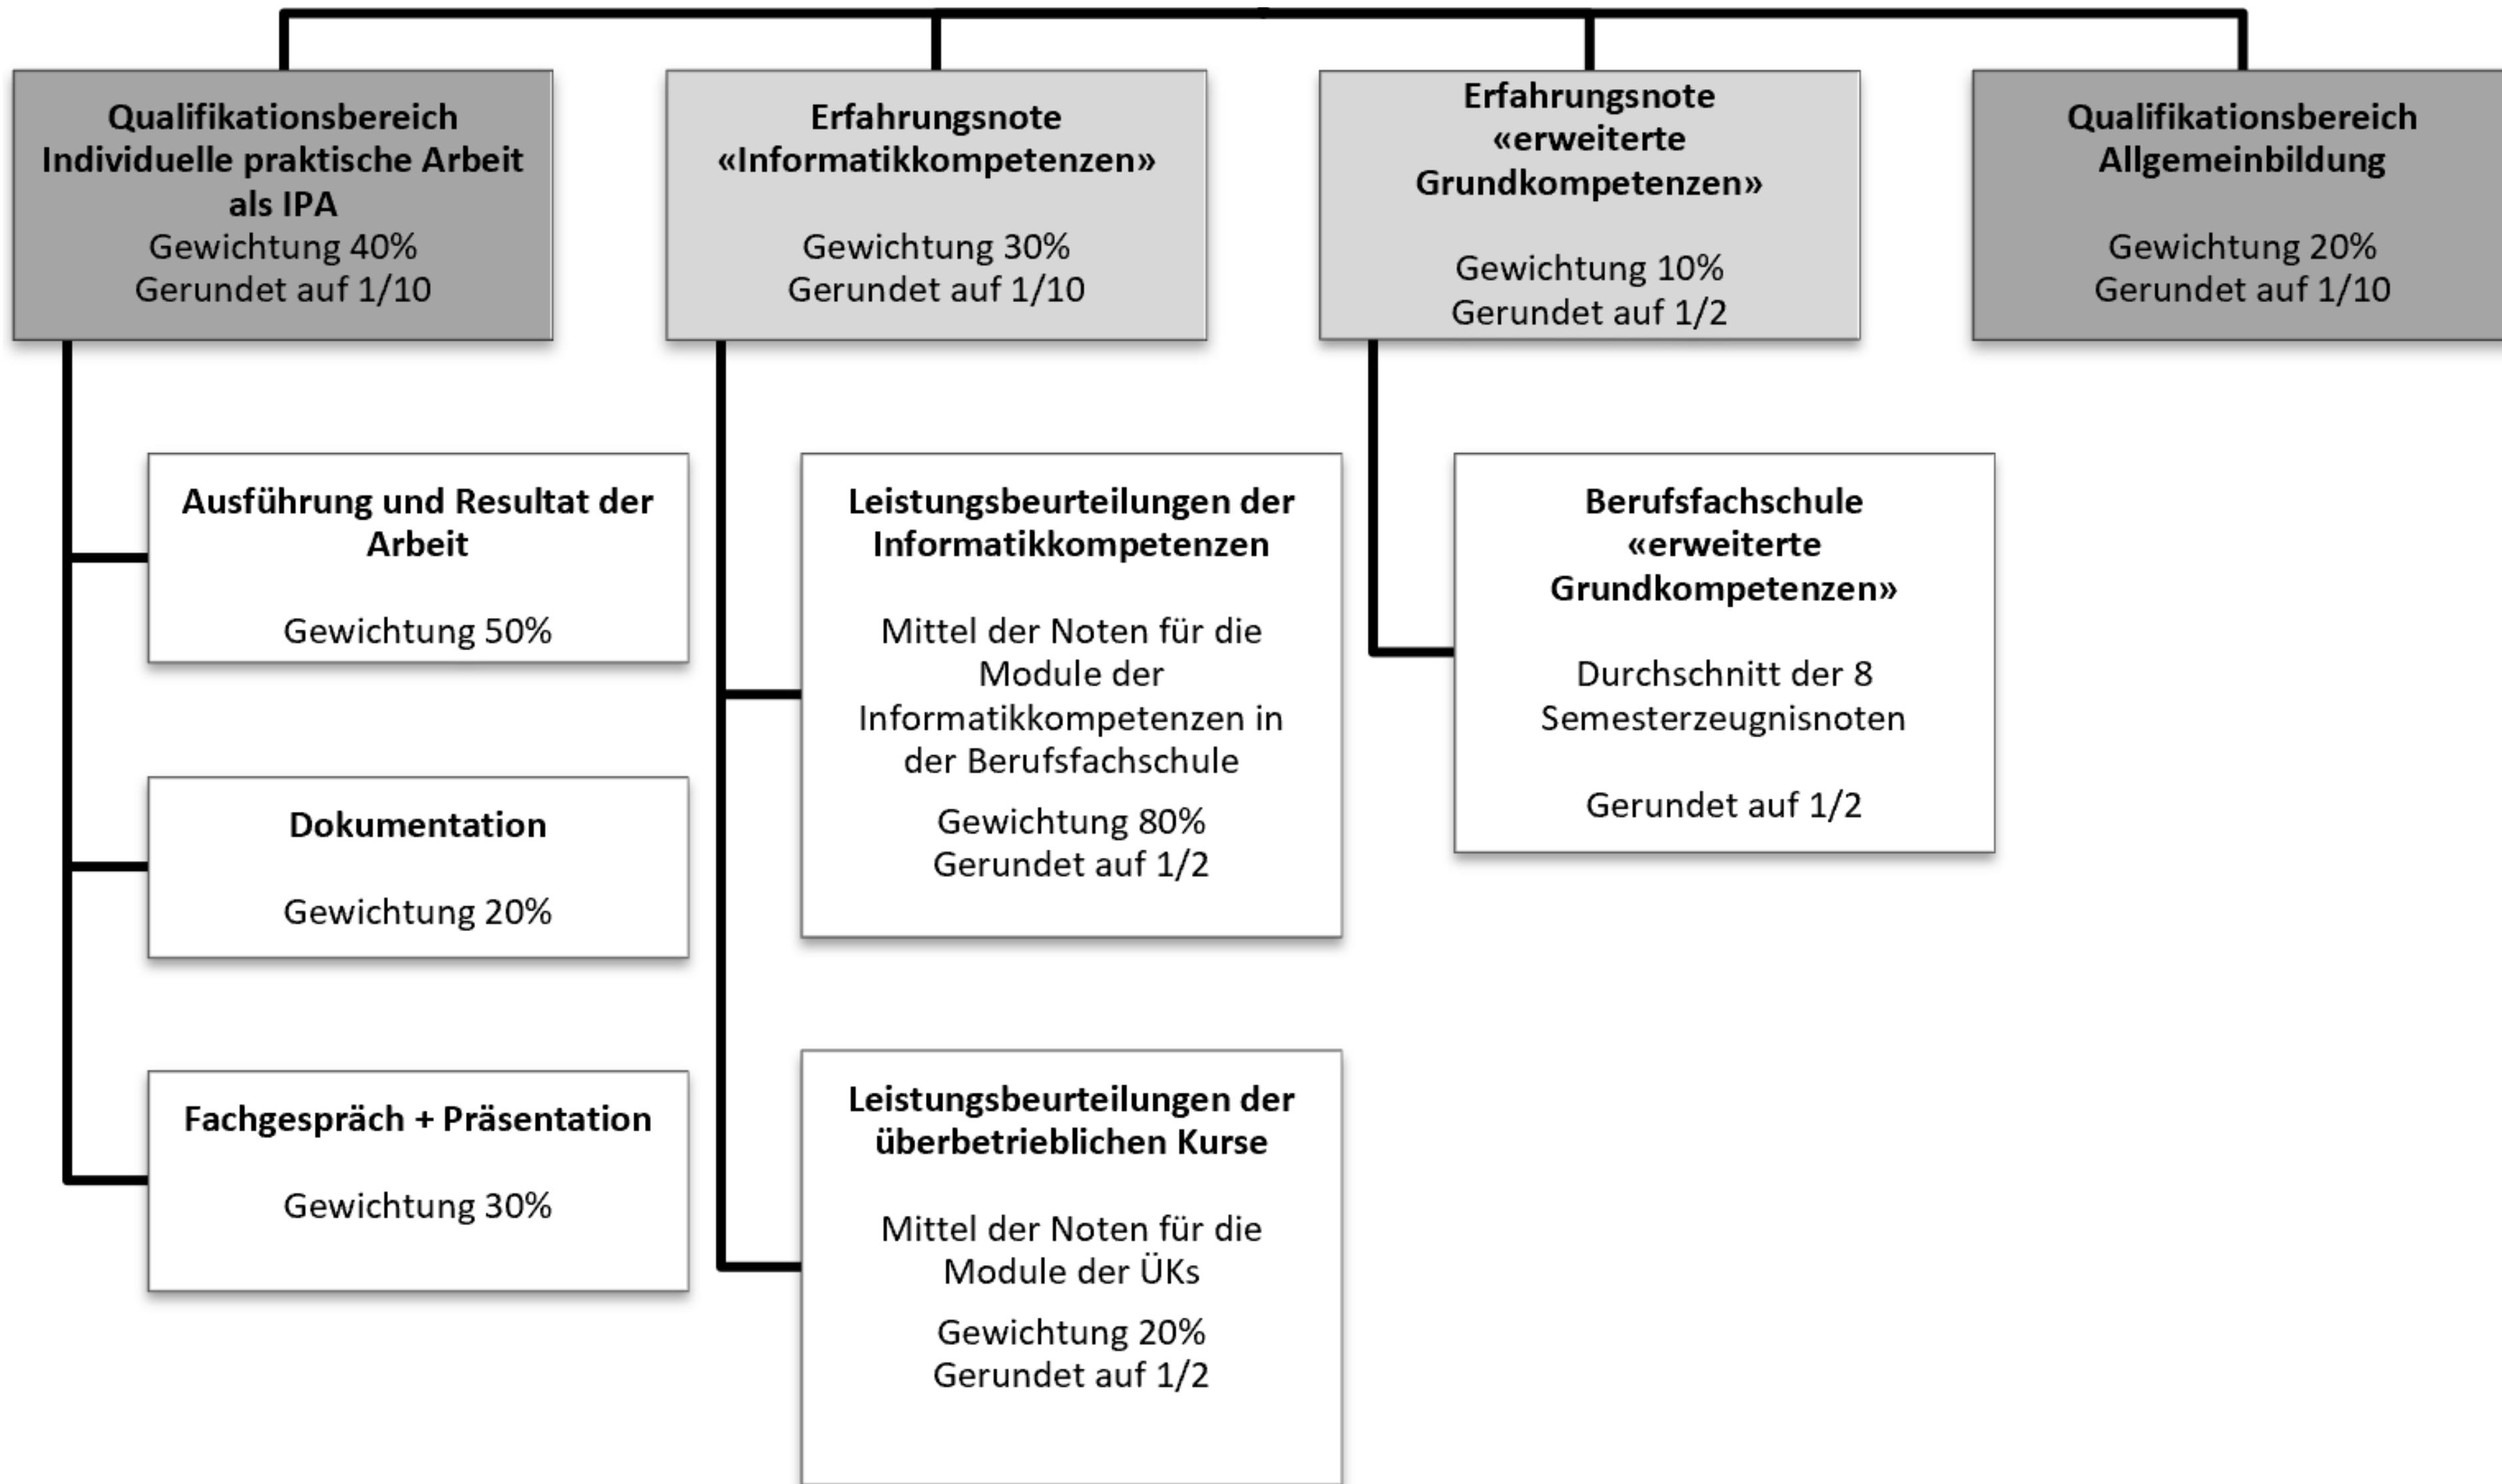 Qualifikationsbereich
Individuelle praktische Arbeit
als IPA
Gewichtung 40%
Gerundet auf 1/10
Erfahrungsnote
«Informatikkompetenzen»
Gewichtung 30%
Gerundet auf 1/10
Erfahrungsnote
«erweiterte
Grundkompetenzen»
Gewichtung 10%
Gerundet auf 1/2
Qualifikationsbereich
Allgemeinbildung
Gewichtung 20%
Gerundet auf 1/10
Ausführung und Resultat der
Arbeit
Gewichtung 50%
Dokumentation
Gewichtung 20%
Fachgespräch + Präsentation
Gewichtung 30%
Leistungsbeurteilungen der
Informatikkompetenzen
Mittel der Noten für die
Module der
Informatikkompetenzen in
der Berufsfachschule
Gewichtung 80%
Gerundet auf 1/2
Leistungsbeurteilungen der
überbetrieblichen Kurse
Mittel der Noten für die
Module der ÜKs
Gewichtung 20%
Gerundet auf 1/2
Berufsfachschule
«erweiterte
Grundkompetenzen»
Durchschnitt der 8
Semesterzeugnisnoten
Gerundet auf 1/2